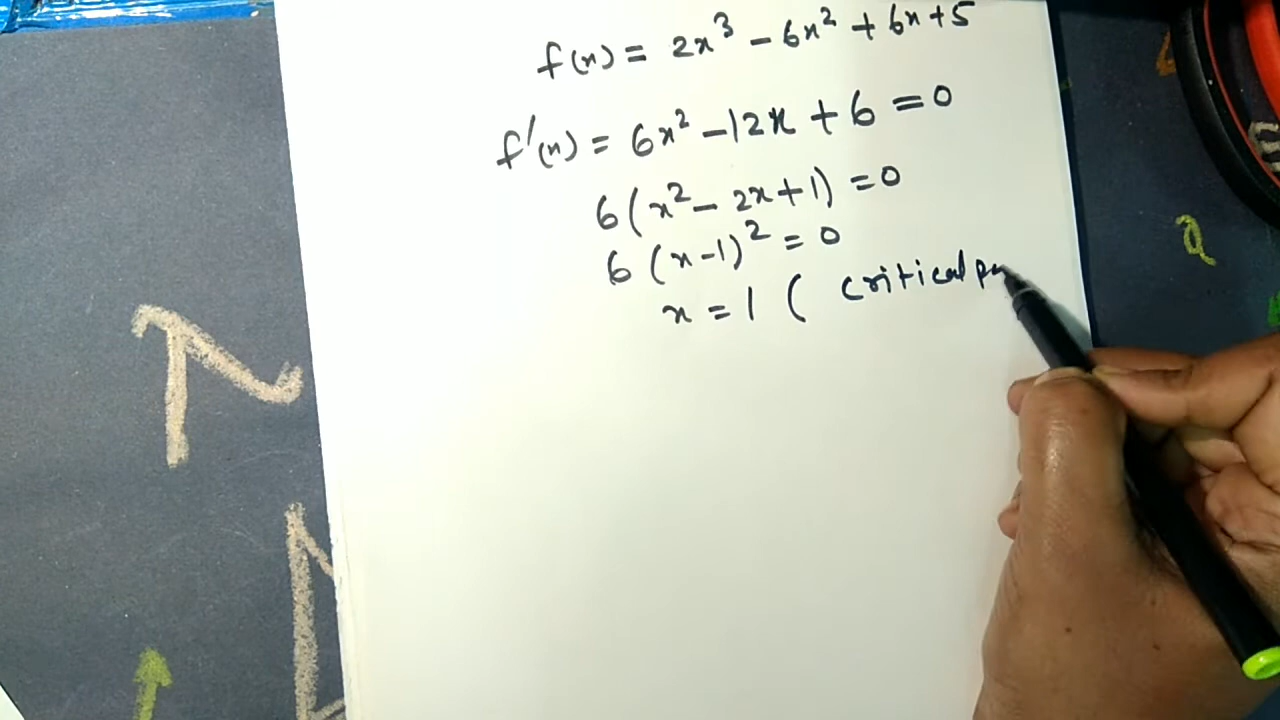 f(x) = 2x³ - 6x² + 6x + 5
f'(x) = 6x² - 12x + 6 = 0
6(x² - 2x + 1) = 0
6(x-1)² = 0
x = 1 ( critical